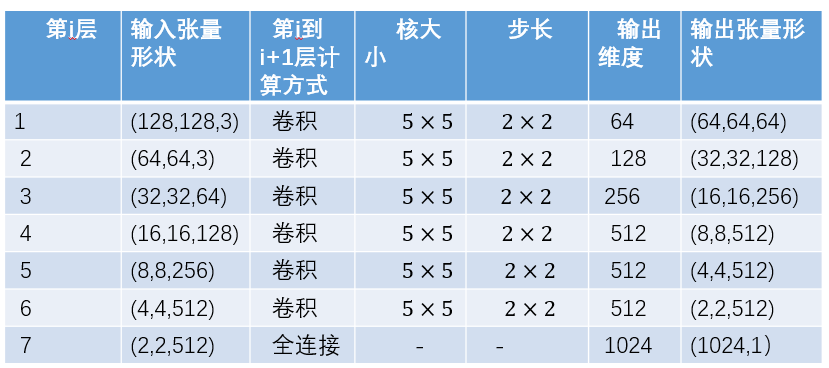 第i层 输入张量形状 第i到i+1层计算方式 核大小 步长 输出维度 输出张量形状
1 (128,128,3) 卷积 5 × 5 2 × 2 64 (64,64,64)
2 (64,64,3) 卷积 5 × 5 2 × 2 128 (32,32,128)
3 (32,32,64) 卷积 5 × 5 2 × 2 256 (16,16,256)
4 (16,16,128) 卷积 5 × 5 2 × 2 512 (8,8,512)
5 (8,8,256) 卷积 5 × 5 2 × 2 512 (4,4,512)
6 (4,4,512) 卷积 5 × 5 2 × 2 512 (2,2,512)
7 (2,2,512) 全连接 - - 1024 (1024,1）